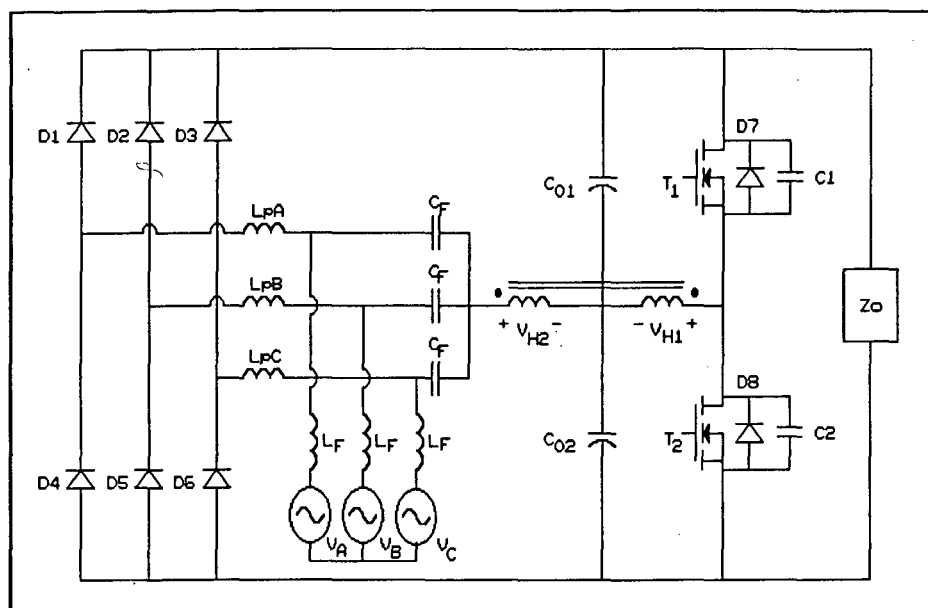 D1 D2 D3
D7
T1 C1
CO1
LpA CF
LpB CF
LpC CF
+ VH2 - - VH1 +
Zo
D8
T2 C2
CO2
LF LF LF
D4 D5 D6
VA VB VC